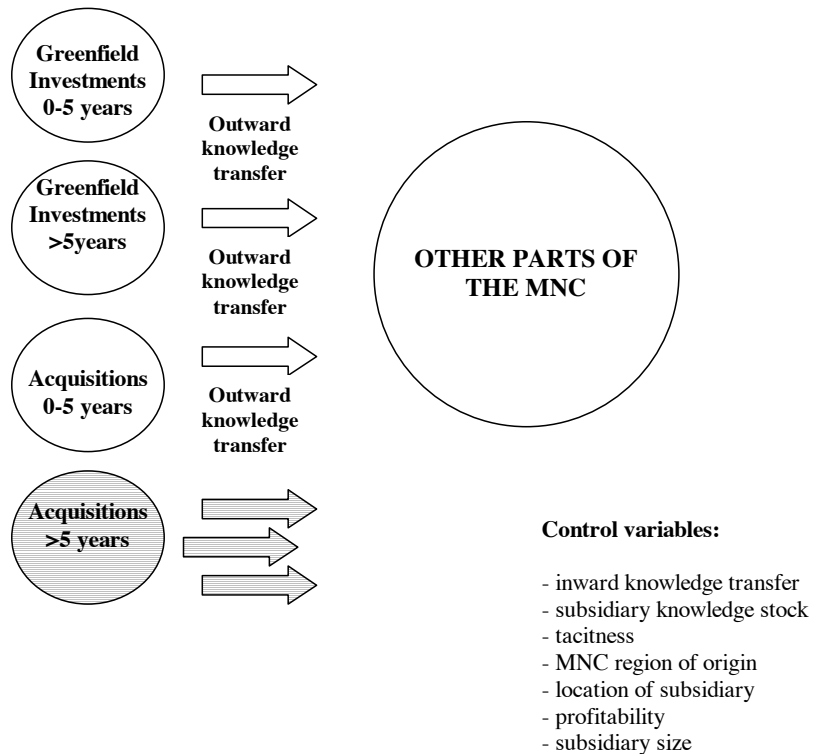 Greenfield
Investments
0-5 years
Outward
knowledge
transfer
Greenfield
Investments
>5years
Outward
knowledge
transfer
Acquisitions
0-5 years
Outward
knowledge
transfer
Acquisitions
>5 years
OTHER PARTS OF
THE MNC
Control variables:
- inward knowledge transfer
- subsidiary knowledge stock
- tacitness
- MNC region of origin
- location of subsidiary
- profitability
- subsidiary size